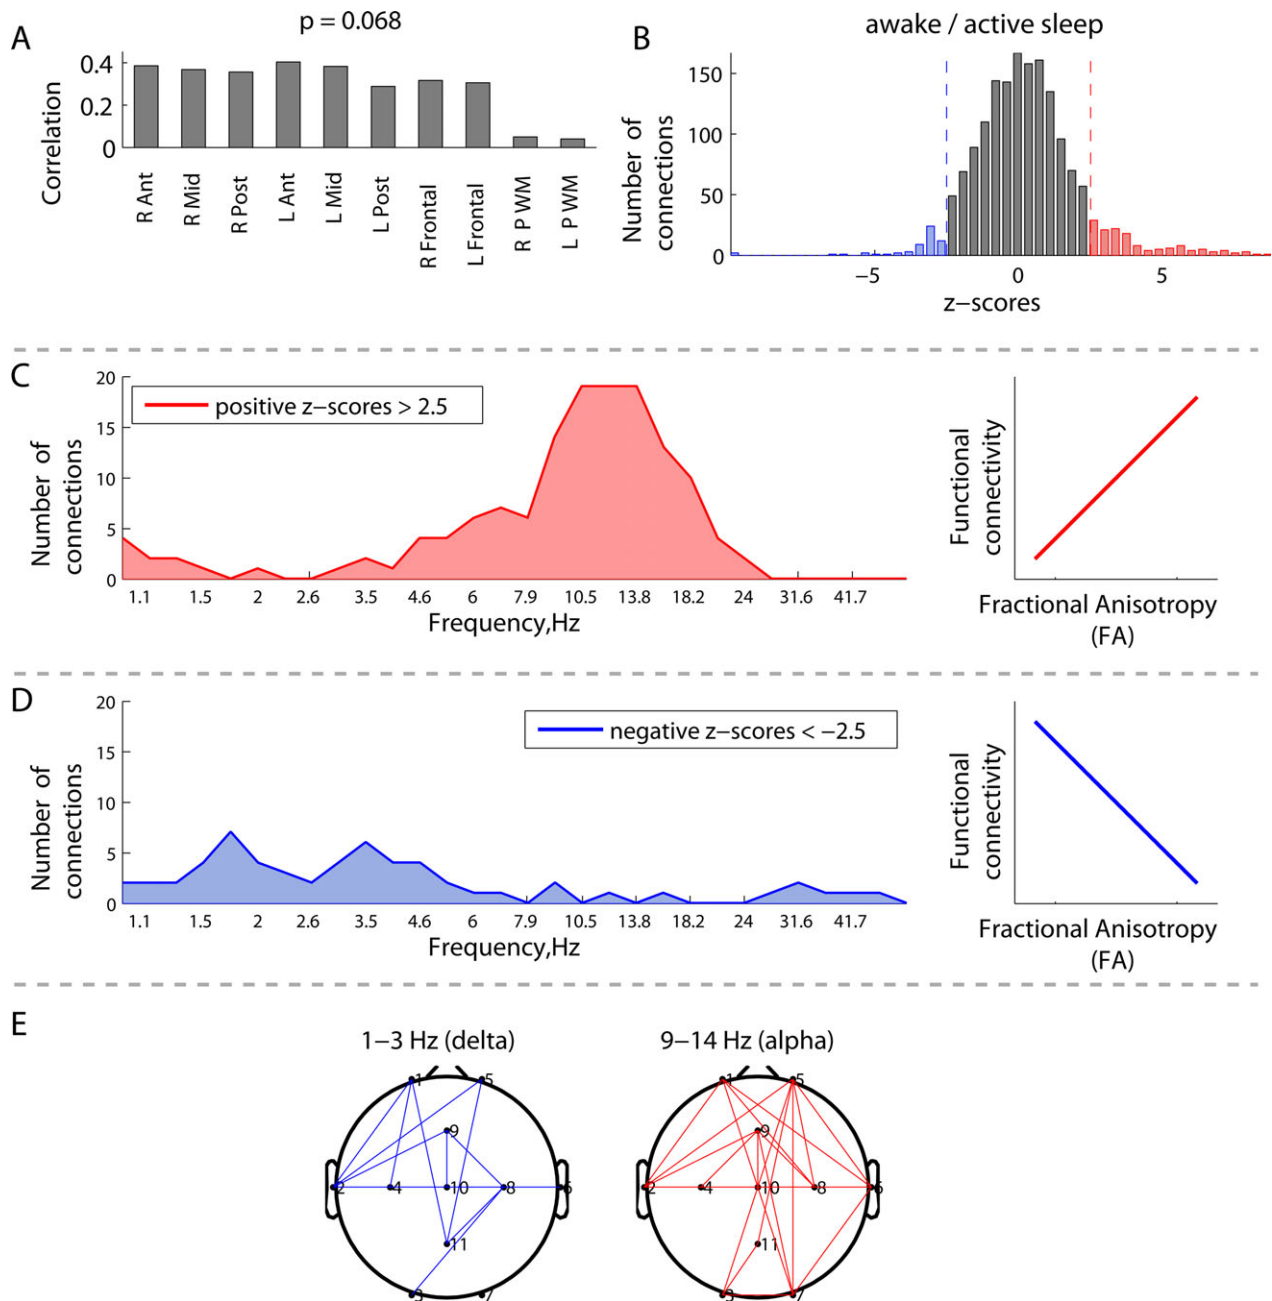 A
p = 0.068
Correlation
0.4
0.2
0
R Ant
R Mid
R Post
L Ant
L Mid
L Post
R Frontal
L Frontal
R P WM
L P WM
B
awake / active sleep
Number of
connections
150
100
50
0
−5
0
5
z−scores
C
Number of
connections
20
15
10
5
0
positive z−scores > 2.5
1.1
1.5
2
2.6
3.5
4.6
6
7.9
10.5
13.8
18.2
24
31.6
41.7
Frequency,Hz
Functional
connectivity
Fractional Anisotropy
(FA)
D
Number of
connections
20
15
10
5
0
negative z−scores < −2.5
1.1
1.5
2
2.6
3.5
4.6
6
7.9
10.5
13.8
18.2
24
31.6
41.7
Frequency,Hz
Functional
connectivity
Fractional Anisotropy
(FA)
E
1−3 Hz (delta)
1
5
9
2
4
10
8
6
11
3
7
9−14 Hz (alpha)
1
5
9
2
4
10
8
6
11
3
7